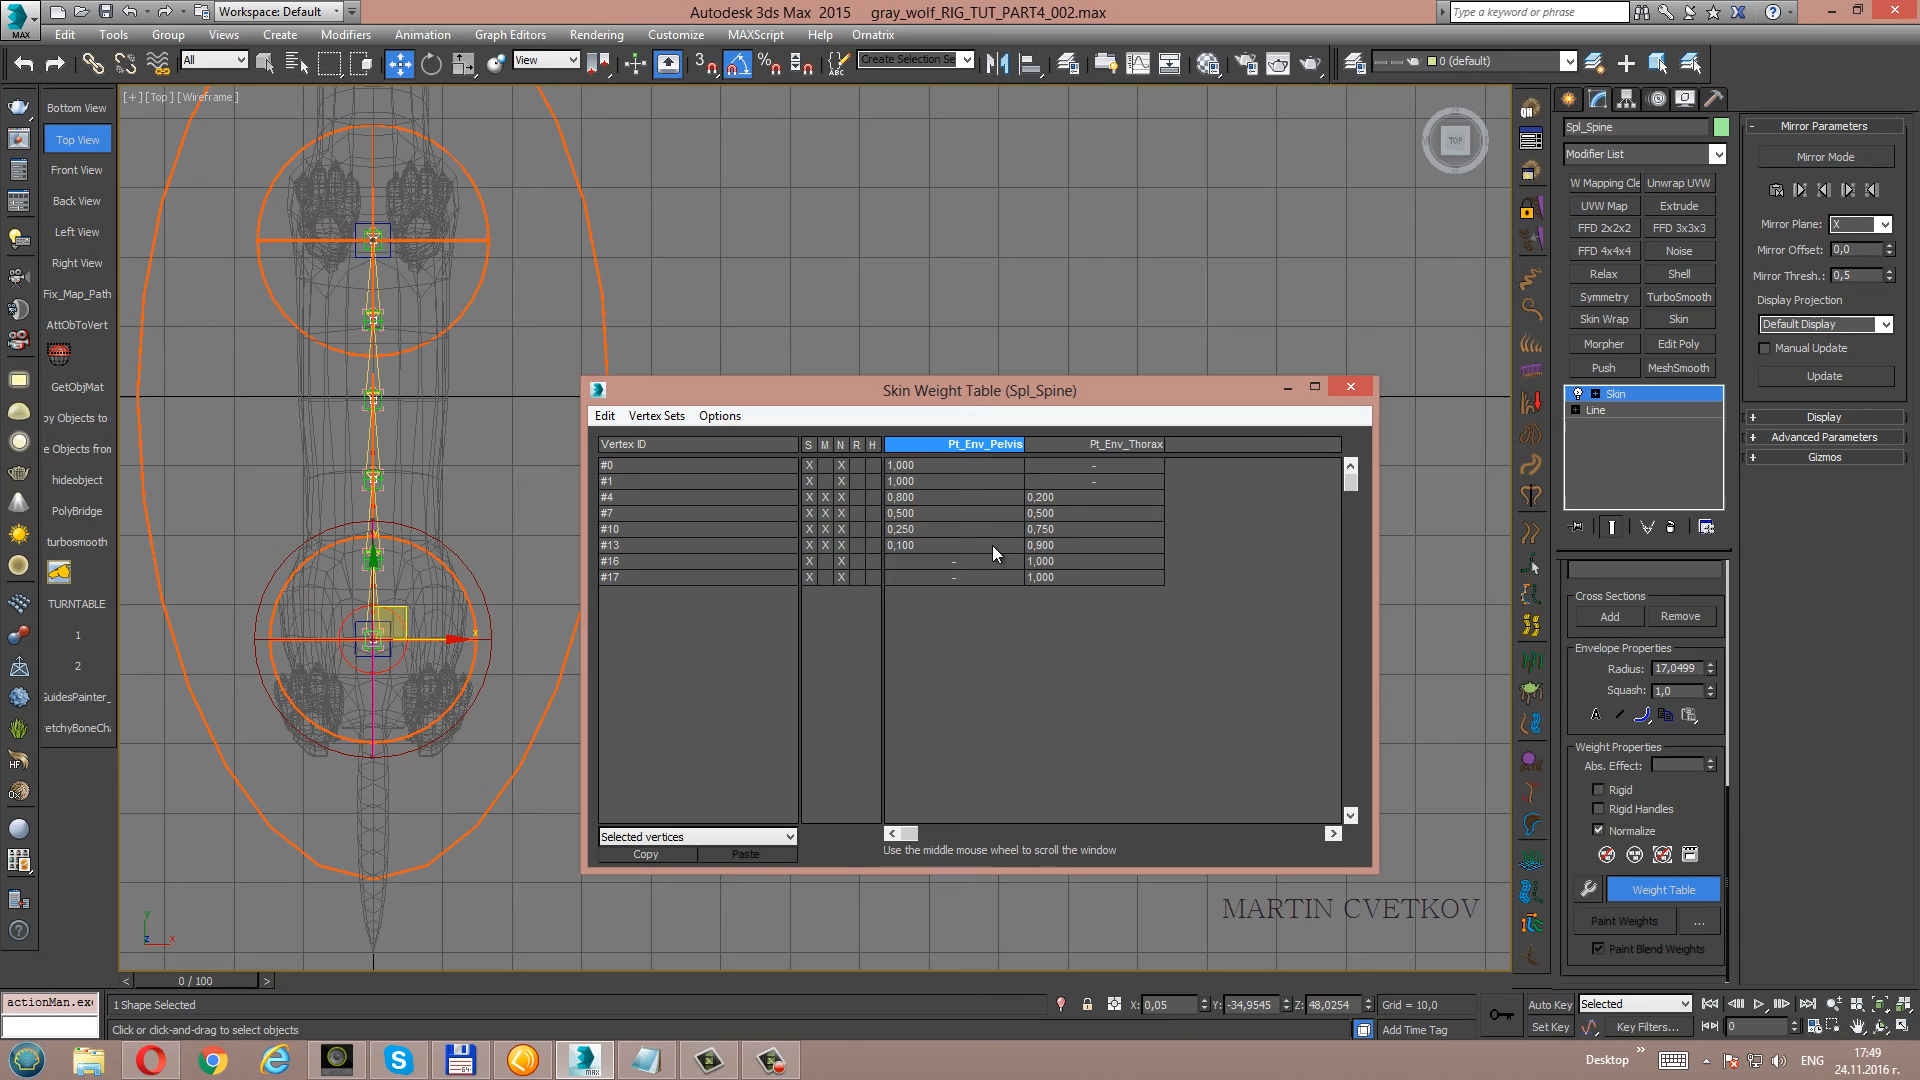 Workspace: Default
Autodesk 3ds Max 2015 gray_wolf_RIG_TUT_PART4_002.max
Type a keyword or phrase
MAX
Edit Tools Group Views Create Modifiers Animation Graph Editors Rendering Customize MAXScript Help Ornatrix
All
View
Create Selection Se
0 (default)
[+] [Top] [Wireframe]
TOP
Bottom View
Top View
Front View
Back View
Left View
Right View
Fix_Map_Path
AttObToVert
GetObjMat
py Objects to
e Objects from
hideobject
PolyBridge
turbosmooth
TURNTABLE
1
2
GuidesPainter_
retchyBoneCha
Skin Weight Table (Spl_Spine)
Edit Vertex Sets Options
Vertex ID S M N R H Pt_Env_Pelvis Pt_Env_Thorax
#0 X X 1,000 -
#1 X X 1,000 -
#4 X X X 0,800 0,200
#7 X X X 0,500 0,500
#10 X X X 0,250 0,750
#13 X X X 0,100 0,900
#16 X X - 1,000
#17 X X - 1,000
Selected vertices
Copy Paste
Use the middle mouse wheel to scroll the window
MARTIN CVETKOV
Spl_Spine
Modifier List
W Mapping Cle Unwrap UVW
UVW Map Extrude
FFD 2x2x2 FFD 3x3x3
FFD 4x4x4 Noise
Relax Shell
Symmetry TurboSmooth
Skin Wrap Skin
Morpher Edit Poly
Push MeshSmooth
Skin
Line
Cross Sections
Add Remove
Envelope Properties
Radius: 17,0499
Squash: 1,0
Weight Properties
Abs. Effect:
Rigid
Rigid Handles
Normalize
Weight Table
Paint Weights ...
Paint Blend Weights
Mirror Parameters
Mirror Mode
Mirror Plane: X
Mirror Offset: 0,0
Mirror Thresh.: 0,5
Display Projection
Default Display
Manual Update
Update
Display
Advanced Parameters
Gizmos
0 / 100
actionMan.exe
1 Shape Selected
X: 0,05 Y: -34,9545 Z: 48,0254 Grid = 10,0
Auto Key Selected
Click or click-and-drag to select objects
Add Time Tag
Set Key Key Filters... 0
Desktop
ENG
17:49
24.11.2016 г.